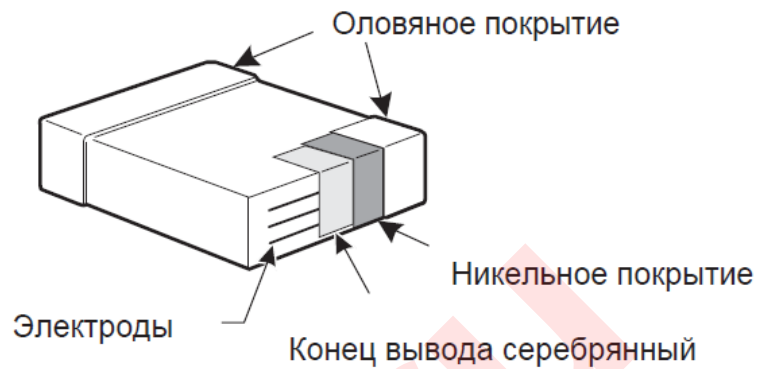 Оловяное покрытие
Никельное покрытие
Электроды
Конец вывода серебрянный